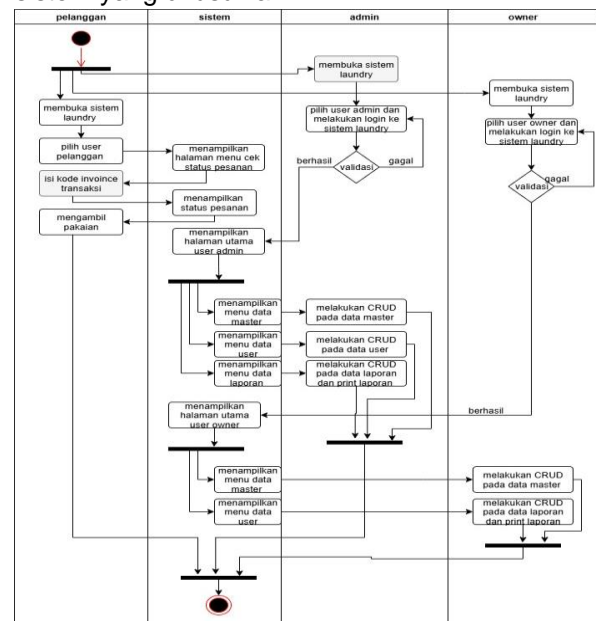 pelanggan
sistem
admin
owner
membuka sistem
laundry
membuka sistem
laundry
membuka sistem
laundry
pilih user admin dan
melakukan login ke
sistem laundry
pilih user owner dan
melakukan login ke
sistem laundry
pilih user
pelanggan
menampilkan
halaman menu cek
status pesanan
berhasil
validasi
gagal
validasi
gagal
isi kode invoince
transaksi
menampilkan
status pesanan
mengambil
pakaian
menampilkan
halaman utama
user admin
menampilkan
menu data
master
melakukan CRUD
pada data master
menampilkan
menu data
user
melakukan CRUD
pada data user
menampilkan
menu data
laporan
melakukan CRUD
pada data laporan
dan print laporan
menampilkan
halaman utama
user owner
berhasil
menampilkan
menu data
master
melakukan CRUD
pada data master
menampilkan
menu data
user
melakukan CRUD
pada data laporan
dan print laporan